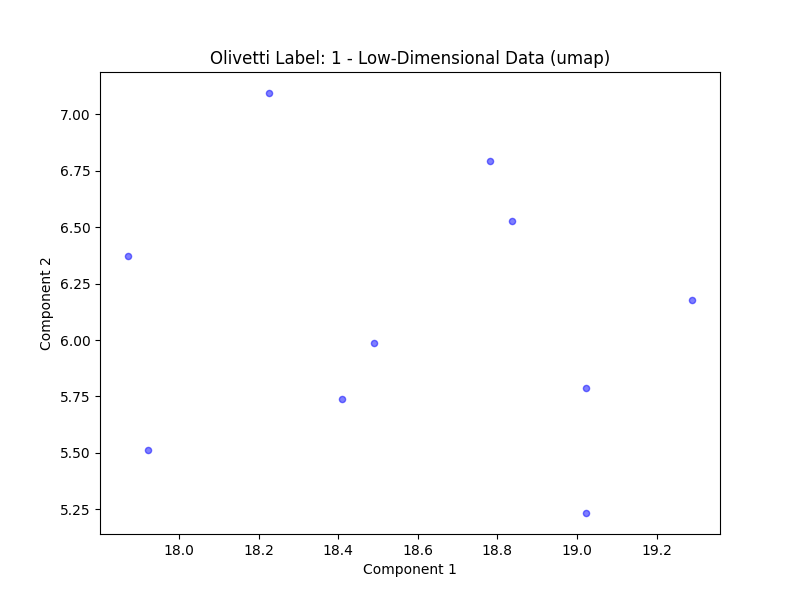 Olivetti Label: 1 - Low-Dimensional Data (umap)
7.00
6.75
6.50
6.25
6.00
5.75
5.50
5.25
Component 2
18.0 18.2 18.4 18.6 18.8 19.0 19.2
Component 1